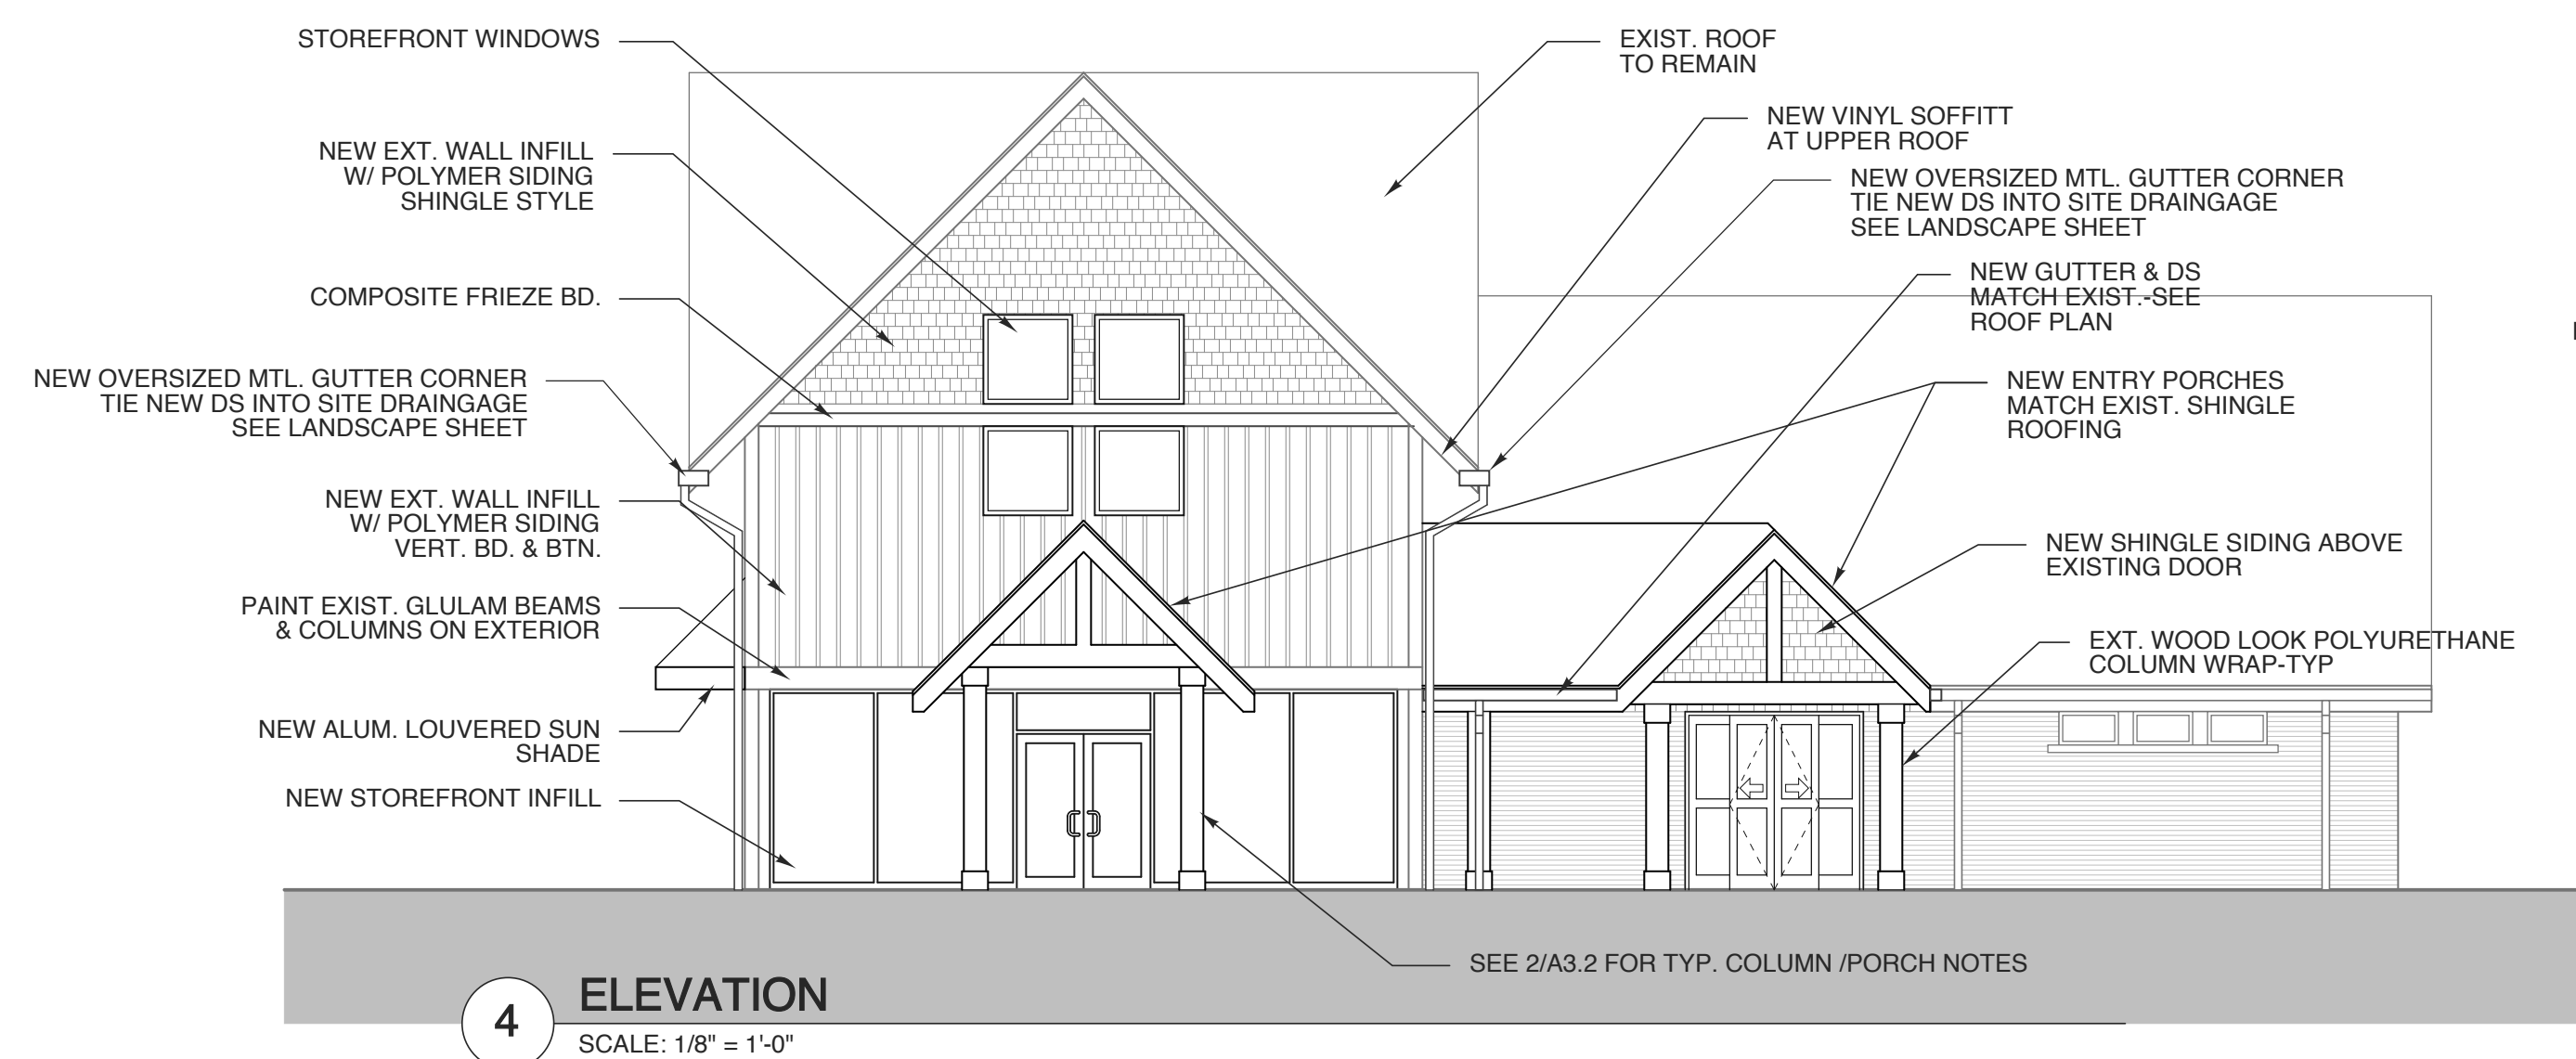 STOREFRONT WINDOWS
NEW EXT. WALL INFILL
W/ POLYMER SIDING
SHINGLE STYLE
COMPOSITE FRIEZE BD.
NEW OVERSIZED MTL. GUTTER CORNER
TIE NEW DS INTO SITE DRAINGAGE
SEE LANDSCAPE SHEET
NEW EXT. WALL INFILL
W/ POLYMER SIDING
VERT. BD. & BTN.
PAINT EXIST. GLULAM BEAMS
& COLUMNS ON EXTERIOR
NEW ALUM. LOUVERED SUN
SHADE
NEW STOREFRONT INFILL
EXIST. ROOF
TO REMAIN
NEW VINYL SOFFITT
AT UPPER ROOF
NEW OVERSIZED MTL. GUTTER CORNER
TIE NEW DS INTO SITE DRAINGAGE
SEE LANDSCAPE SHEET
NEW GUTTER & DS
MATCH EXIST.-SEE
ROOF PLAN
NEW ENTRY PORCHES
MATCH EXIST. SHINGLE
ROOFING
NEW SHINGLE SIDING ABOVE
EXISTING DOOR
EXT. WOOD LOOK POLYURETHANE
COLUMN WRAP-TYP
SEE 2/A3.2 FOR TYP. COLUMN /PORCH NOTES
4
ELEVATION
SCALE: 1/8" = 1'-0"